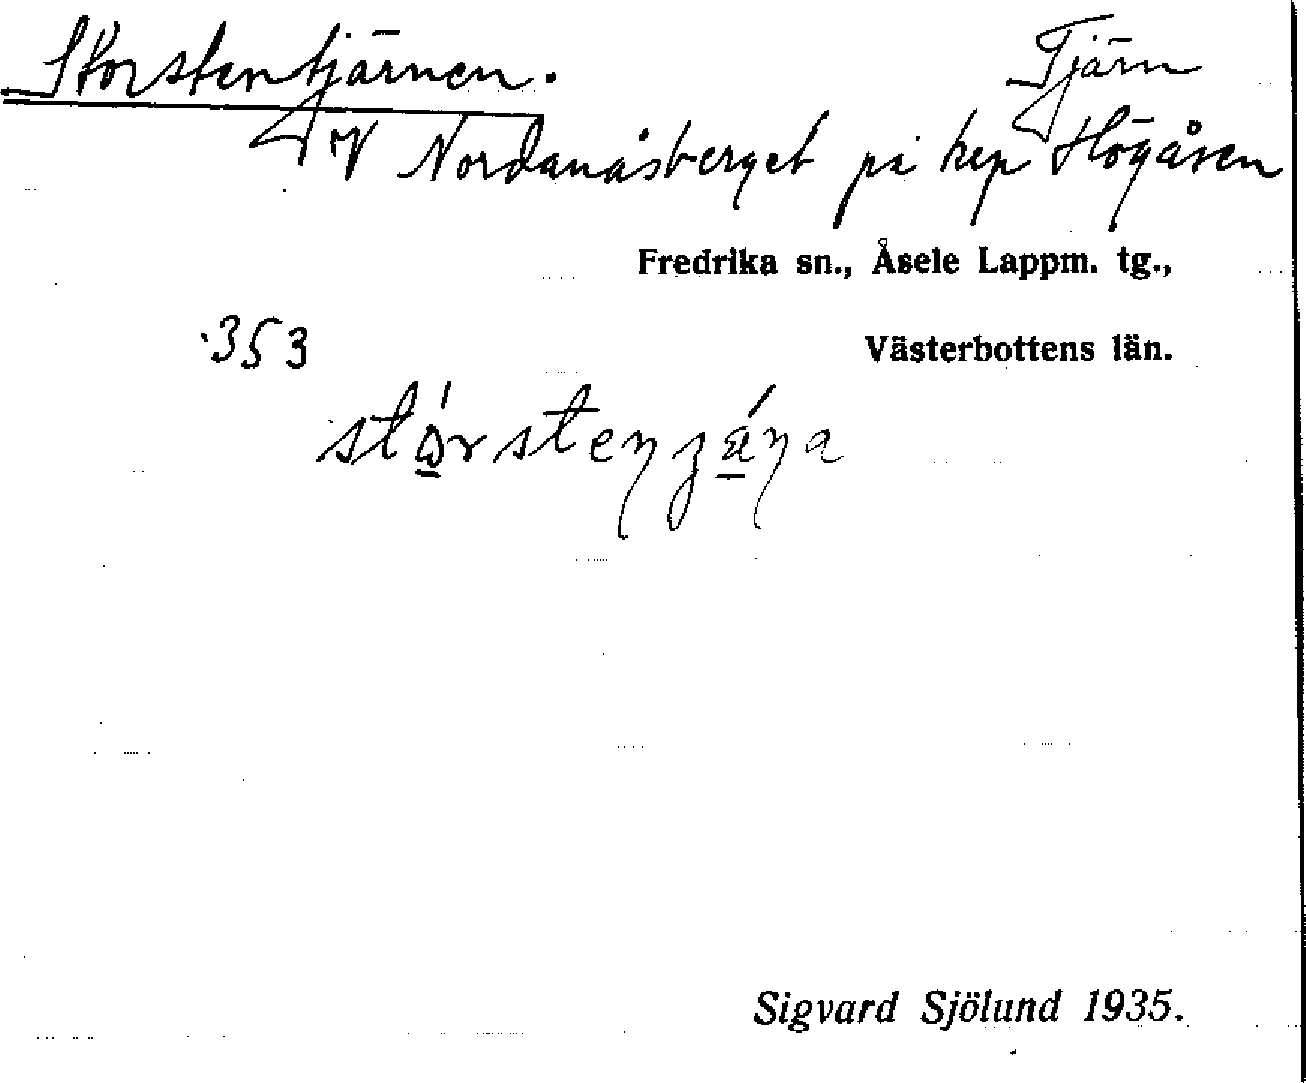 Storstentjärnen. Tjärn
V Nordanåsberget på kep Högåsen
Fredrika sn., Åsele Lappm. tg.,
353
Västerbottens län.
Sigvard Sjölund 1935.